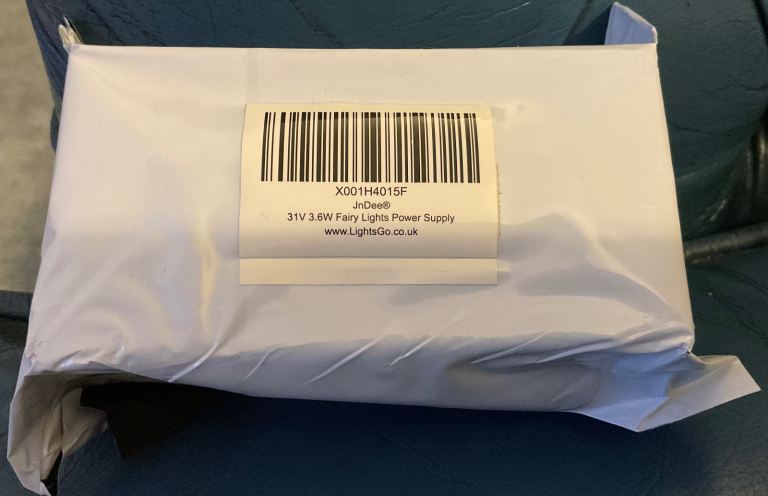 X001H4015F
JnDee®
31V 3.6W Fairy Lights Power Supply
www.LightsGo.co.uk